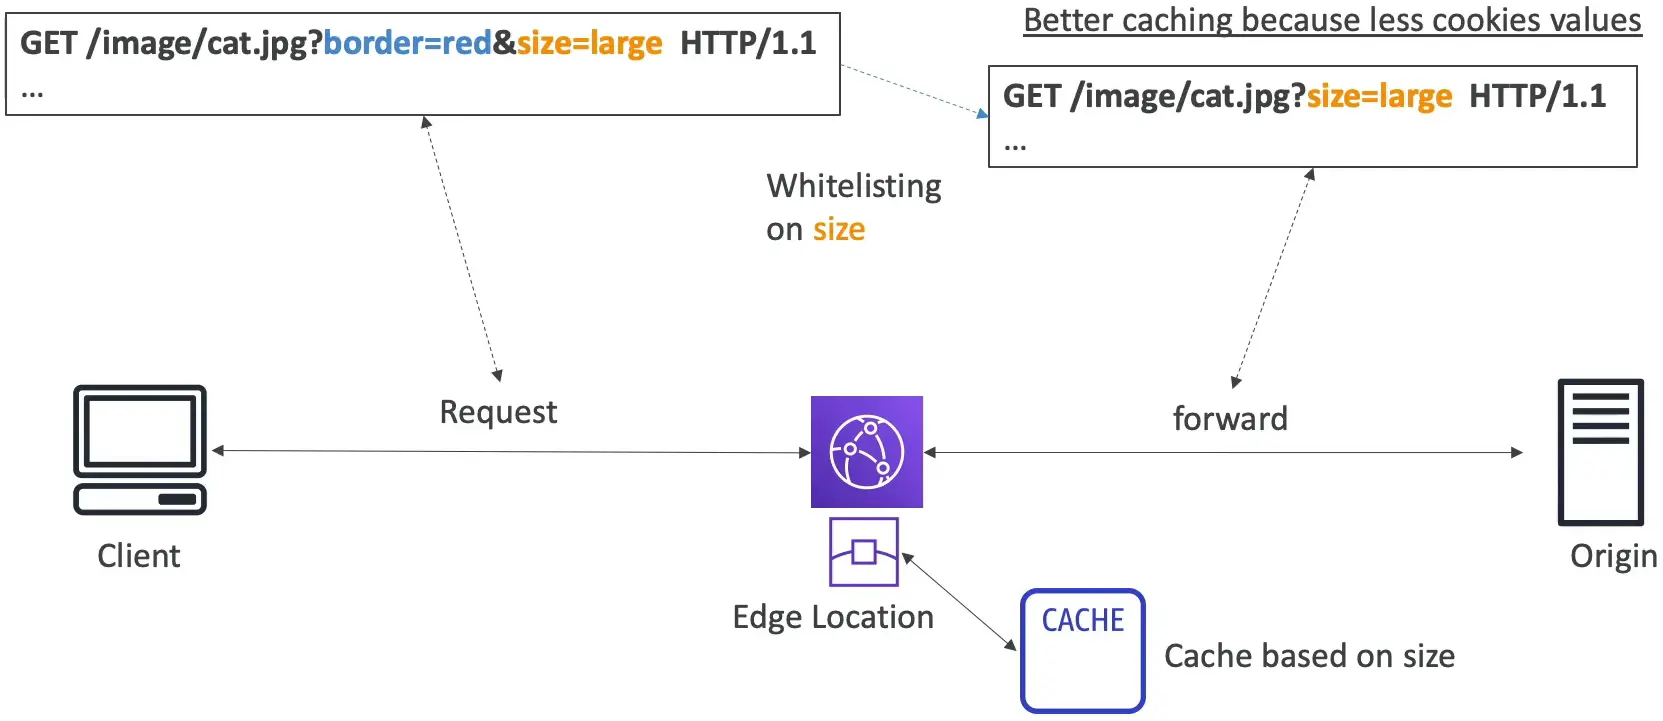 GET /image/cat.jpg?border=red&size=large HTTP/1.1
...
Better caching because less cookies values
GET /image/cat.jpg?size=large HTTP/1.1
...
Whitelisting
on size
Request
forward
Client
Origin
Edge Location
CACHE
Cache based on size